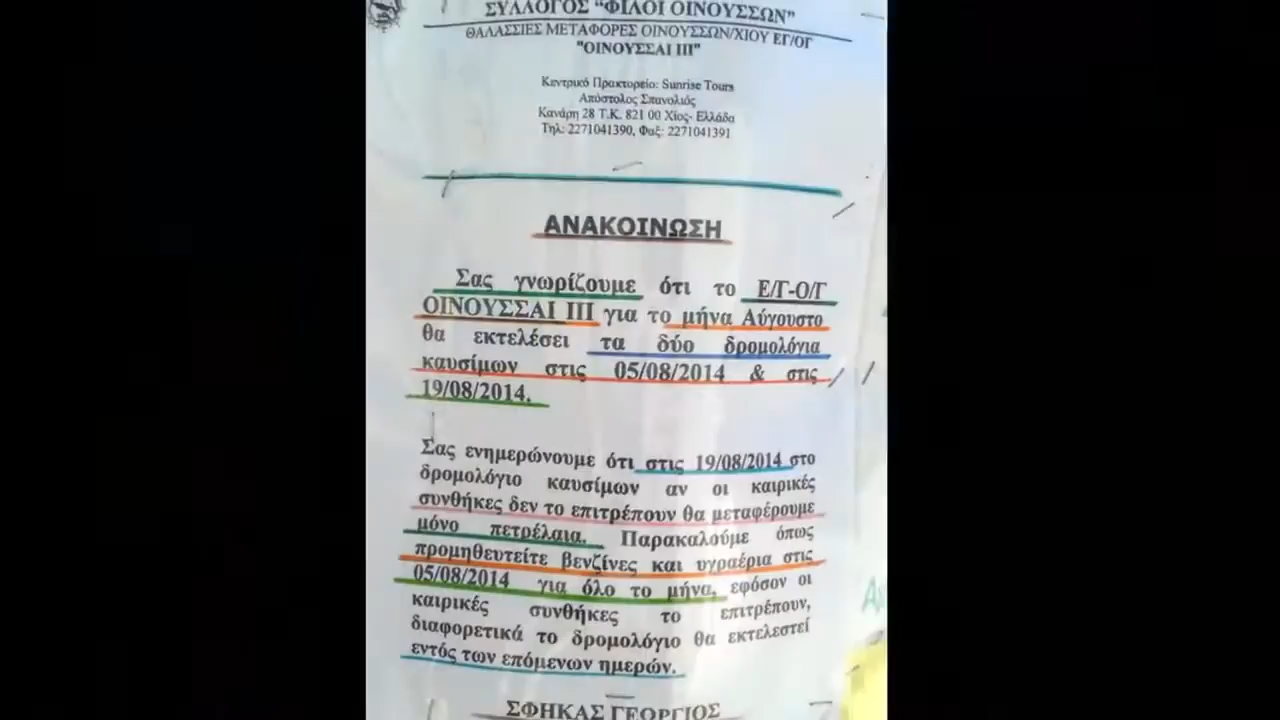 ΣΥΛΛΟΓΟΣ “ΦΙΛΟΙ ΟΙΝΟΥΣΣΩΝ”
ΘΑΛΑΣΣΙΕΣ ΜΕΤΑΦΟΡΕΣ ΟΙΝΟΥΣΣΩΝ/ΧΙΟΥ ΕΓ/ΟΓ
"ΟΙΝΟΥΣΣΑΙ ΙΙΙ"
Κεντρικό Πρακτορείο: Sunrise Tours
Απόστολος Σπανολιός
Κανάρη 28 Τ.Κ. 821 00 Χίος- Ελλάδα
Τηλ: 2271041390, Φαξ: 2271041391
ΑΝΑΚΟΙΝΩΣΗ
Σας γνωρίζουμε ότι το Ε/Γ-Ο/Γ
ΟΙΝΟΥΣΣΑΙ ΙΙΙ για το μήνα Αύγουστο
θα εκτελέσει τα δύο δρομολόγια
καυσίμων στις 05/08/2014 & στις
19/08/2014.
Σας ενημερώνουμε ότι στις 19/08/2014 στο
δρομολόγιο καυσίμων αν οι καιρικές
συνθήκες δεν το επιτρέπουν θα μεταφέρουμε
μόνο πετρέλαια. Παρακαλούμε όπως
προμηθευτείτε βενζίνες και υγραέρια στις
05/08/2014 για όλο το μήνα, εφόσον οι
καιρικές συνθήκες το επιτρέπουν,
διαφορετικά το δρομολόγιο θα εκτελεστεί
εντός των επόμενων ημερών.
ΣΦΗΚΑΣ ΓΕΩΡΓΙΟΣ